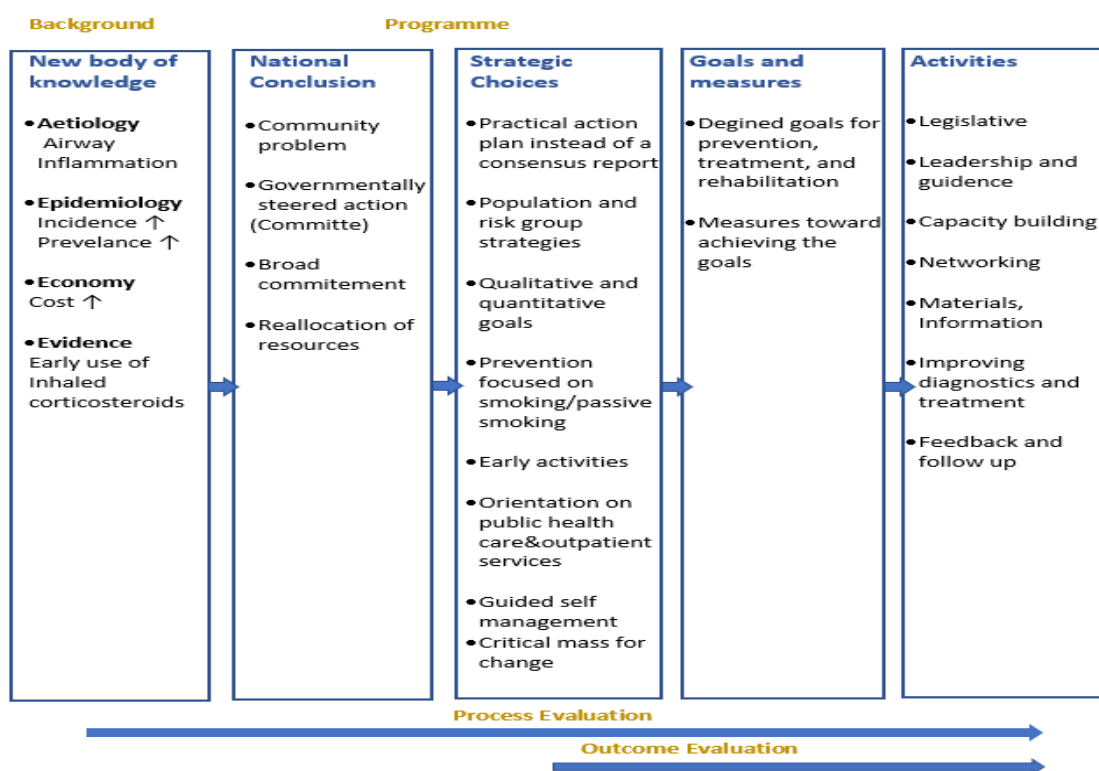 Background
Programme
New body of
knowledge
•Aetiology
Airway
Inflammation
•Epidemiology
Incidence ↑
Prevelance ↑
•Economy
Cost ↑
•Evidence
Early use of
Inhaled
corticosteroids
National
Conclusion
•Community
problem
•Governmentally
steered action
(Committe)
•Broad
commitement
•Reallocation of
resources
Strategic
Choices
•Practical action
plan instead of a
consensus report
•Population and
risk group
strategies
•Qualitative and
quantitative
goals
•Prevention
focused on
smoking/passive
smoking
•Early activities
•Orientation on
public health
care&outpatient
services
•Guided self
management
•Critical mass for
change
Goals and
measures
•Degined goals for
prevention,
treatment, and
rehabilitation
•Measures toward
achieving the
goals
Activities
•Legislative
•Leadership and
guidence
•Capacity building
•Networking
•Materials,
Information
•Improving
diagnostics and
treatment
•Feedback and
follow up
Process Evaluation
Outcome Evaluation